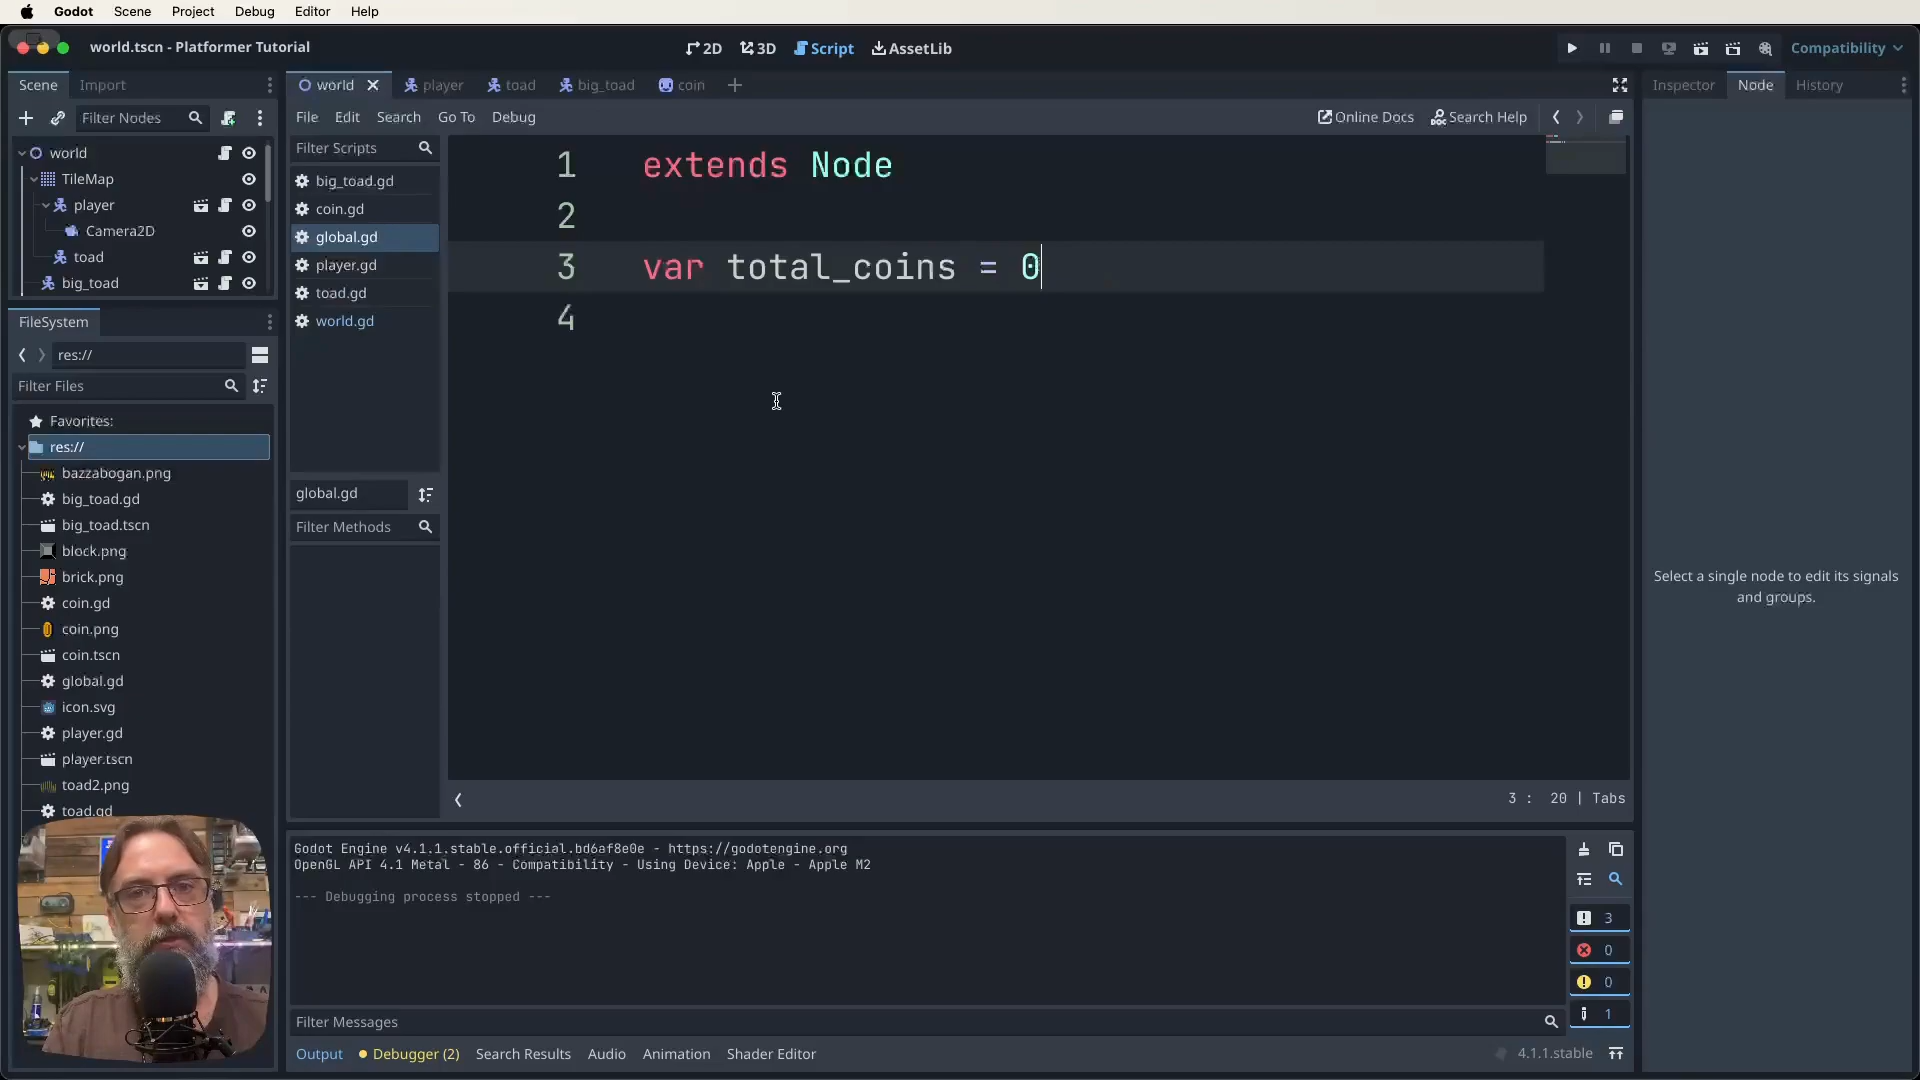 Godot Scene Project Debug Editor Help
world.tscn - Platformer Tutorial
2D 3D Script AssetLib
Compatibility
Scene Import
world player toad big_toad coin
Inspector Node History
Filter Nodes
File Edit Search Go To Debug
Online Docs Search Help
world
TileMap
player
Camera2D
toad
big_toad
Filter Scripts
big_toad.gd
coin.gd
global.gd
player.gd
toad.gd
world.gd
1 extends Node
2
3 var total_coins = 0
4
FileSystem
res://
Filter Files
Favorites:
res://
bazzabogan.png
big_toad.gd
big_toad.tscn
block.png
brick.png
coin.gd
coin.png
coin.tscn
global.gd
icon.svg
player.gd
player.tscn
toad2.png
toad.gd
global.gd
Filter Methods
Select a single node to edit its signals
and groups.
3 : 20 | Tabs
Godot Engine v4.1.1.stable.official.bd6af8e0e - https://godotengine.org
OpenGL API 4.1 Metal - 86 - Compatibility - Using Device: Apple - Apple M2
--- Debugging process stopped ---
3
0
0
1
Filter Messages
Output Debugger (2) Search Results Audio Animation Shader Editor
4.1.1.stable